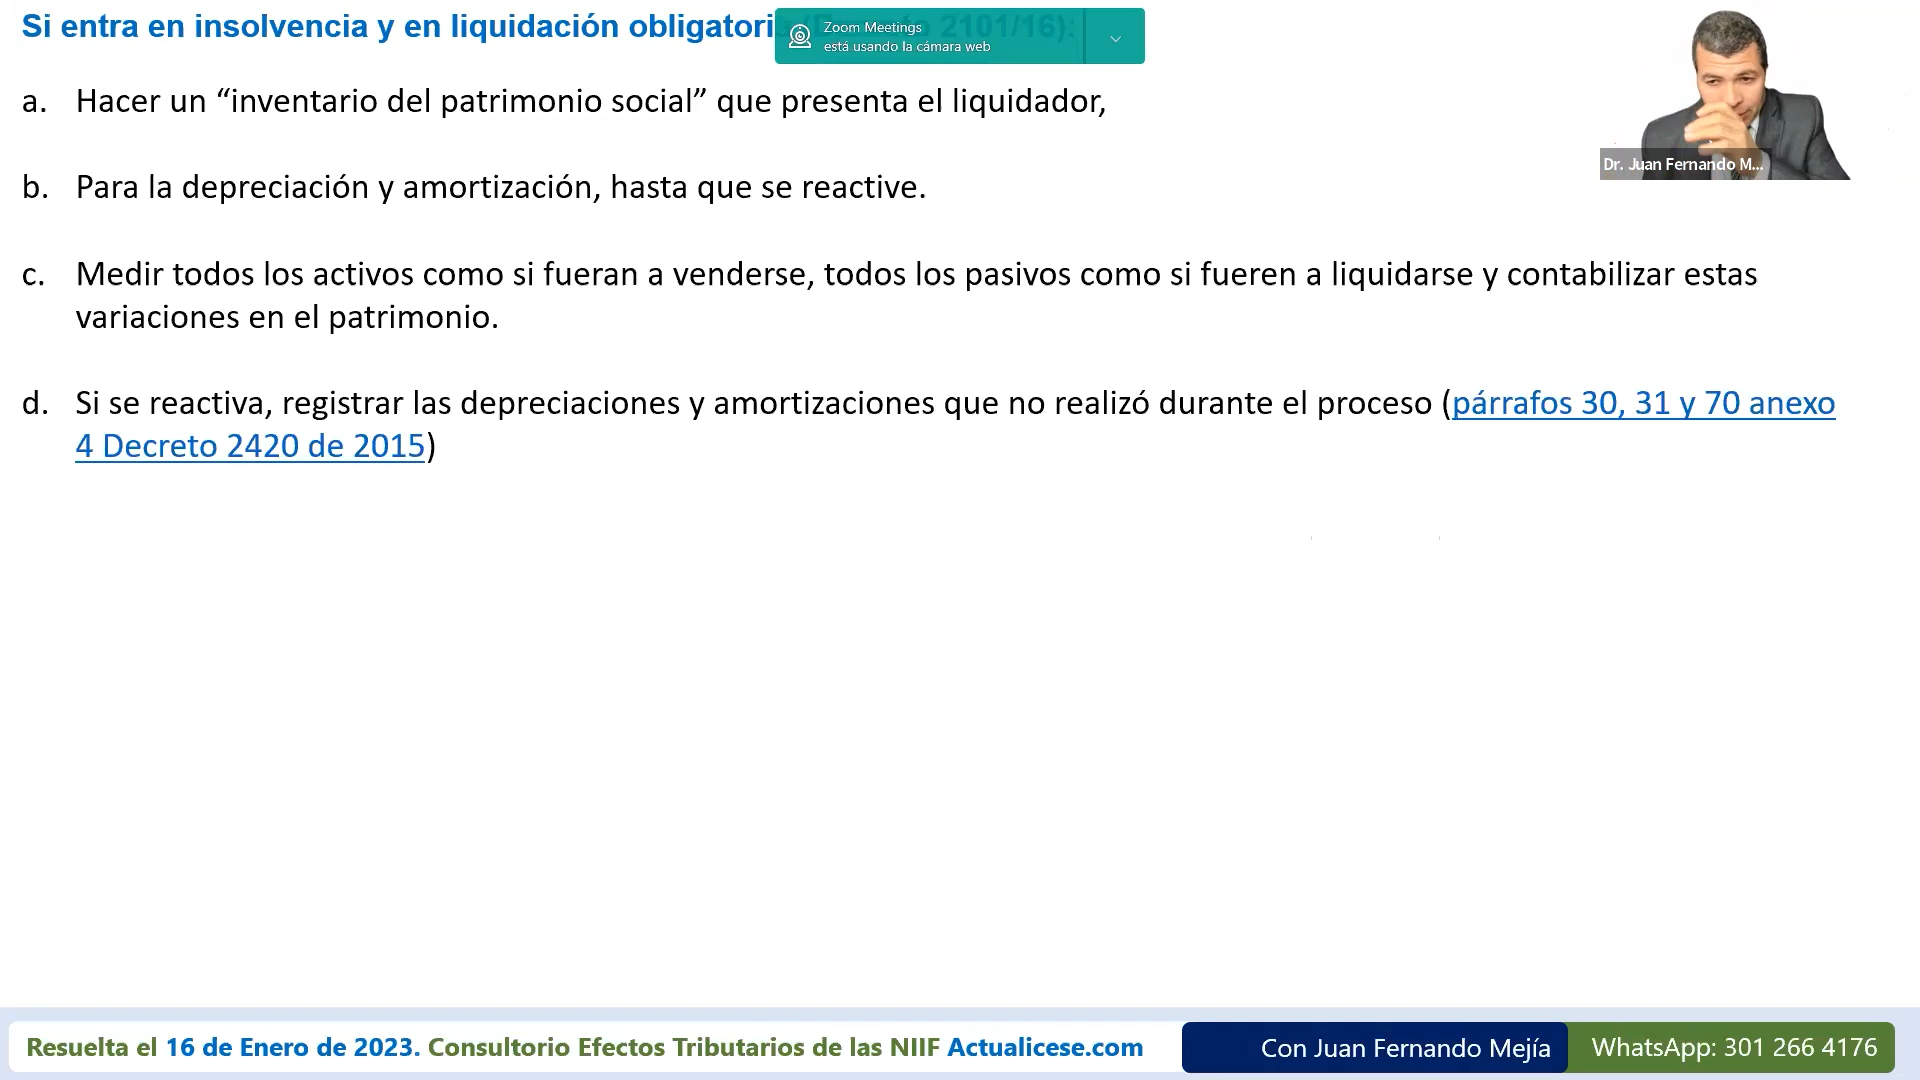 Si entra en insolvencia y en liquidación obligatoria (Decreto 2101/16):
Zoom Meetings
está usando la cámara web
a. Hacer un “inventario del patrimonio social” que presenta el liquidador,
Dr. Juan Fernando M...
b. Para la depreciación y amortización, hasta que se reactive.
c. Medir todos los activos como si fueran a venderse, todos los pasivos como si fueren a liquidarse y contabilizar estas
variaciones en el patrimonio.
d. Si se reactiva, registrar las depreciaciones y amortizaciones que no realizó durante el proceso (párrafos 30, 31 y 70 anexo
4 Decreto 2420 de 2015)
Resuelta el 16 de Enero de 2023. Consultorio Efectos Tributarios de las NIIF Actualicese.com
Con Juan Fernando Mejía
WhatsApp: 301 266 4176